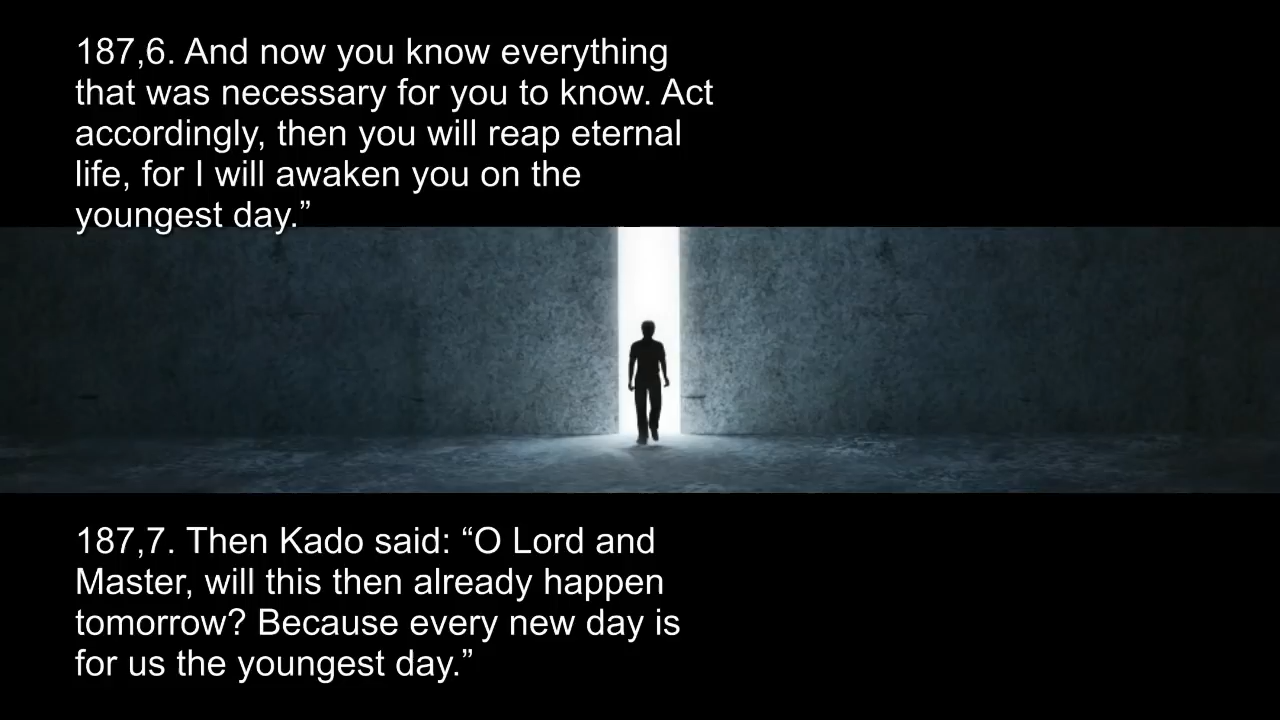 187,6. And now you know everything
that was necessary for you to know. Act
accordingly, then you will reap eternal
life, for I will awaken you on the
youngest day.”
187,7. Then Kado said: “O Lord and
Master, will this then already happen
tomorrow? Because every new day is
for us the youngest day.”